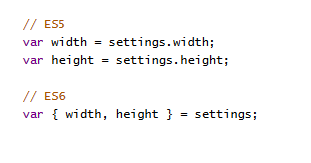 // ES5
var width = settings.width;
var height = settings.height;

// ES6
var { width, height } = settings;